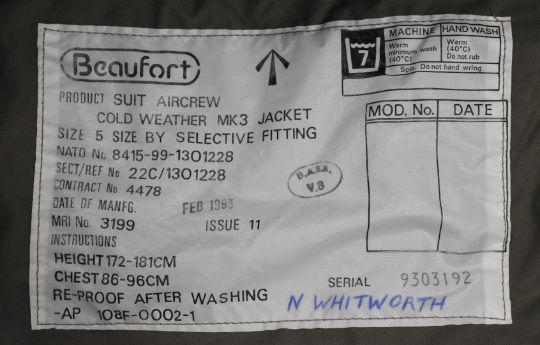 Beaufort
PRODUCT SUIT AIRCREW
COLD WEATHER MK3 JACKET
SIZE 5 SIZE BY SELECTIVE FITTING
NATO No 8415-99-1301228
SECT/REF No 22C/1301228
CONTRACT No 4478
DATE OF MANFG. FEB 1993
MRI No. 3199 ISSUE 11
INSTRUCTIONS
HEIGHT 172-181CM
CHEST 86-96CM
RE-PROOF AFTER WASHING
-AP 108F-0002-1
7
MACHINE HAND WASH
Warm Warm
minimum wash (40°C)
(40°C) Do not rub
Spin. Do not hand wring
MOD. No. DATE
B.A.S.E.
V.8
SERIAL 9303192
N WHITWORTH